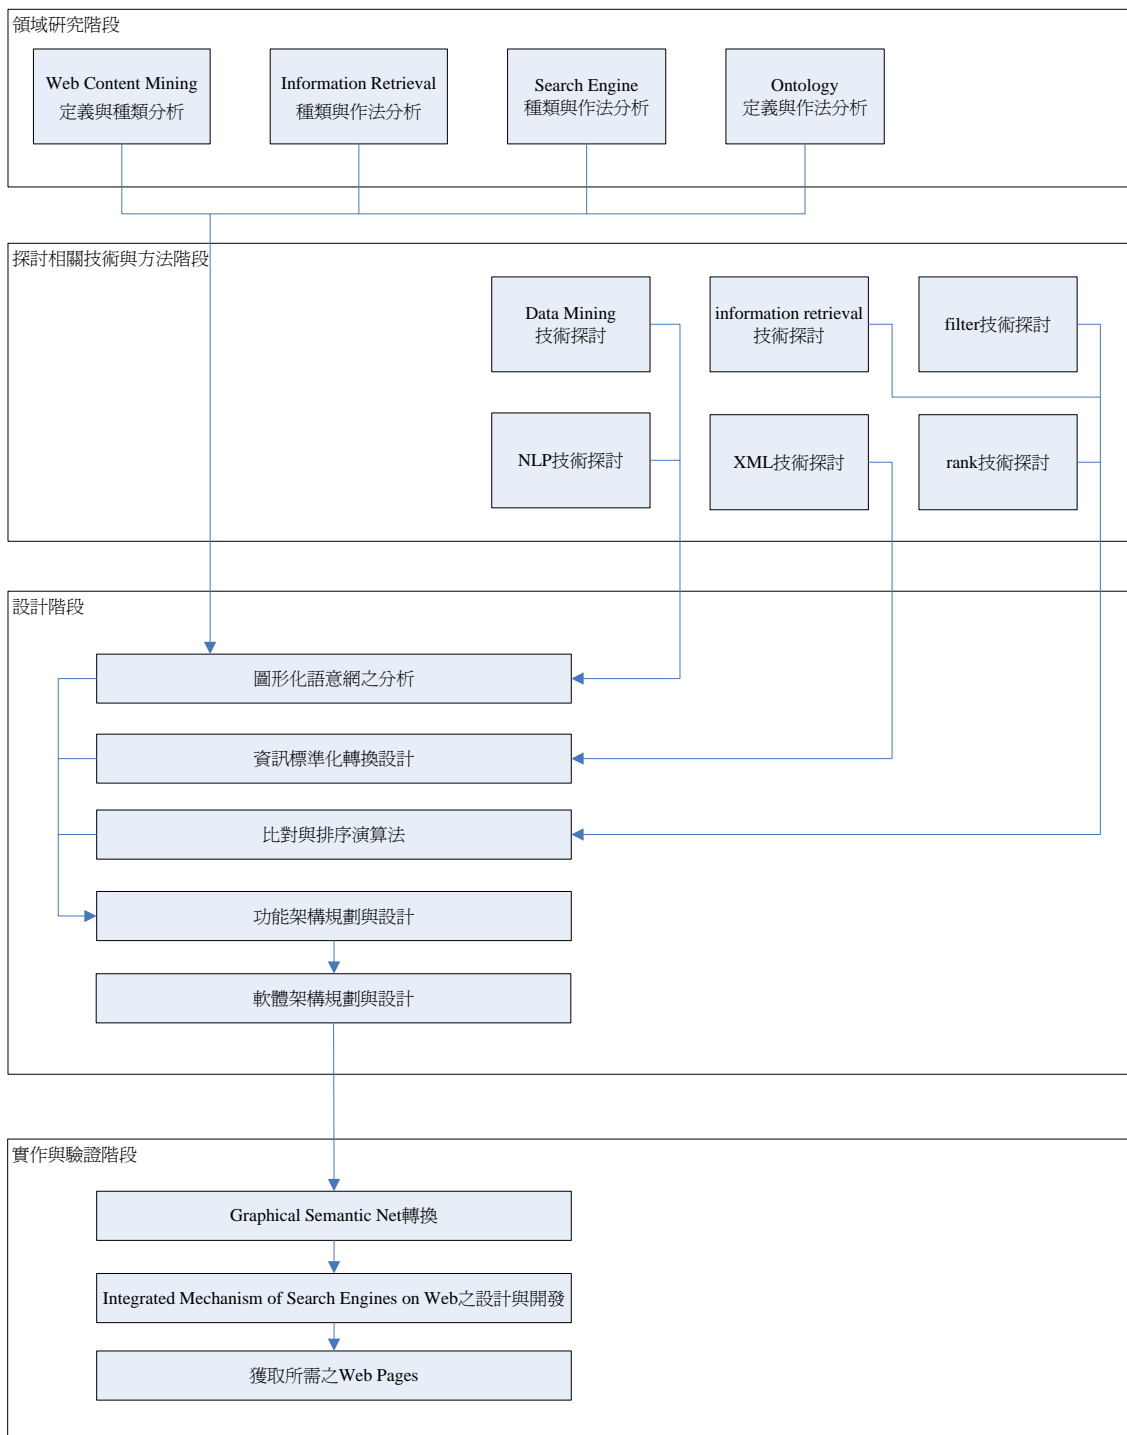 領域研究階段
Web Content Mining
定義與種類分析
Information Retrieval
種類與作法分析
Search Engine
種類與作法分析
Ontology
定義與作法分析
探討相關技術與方法階段
Data Mining
技術探討
information retrieval
技術探討
filter技術探討
NLP技術探討
XML技術探討
rank技術探討
設計階段
圖形化語意網之分析
資訊標準化轉換設計
比對與排序演算法
功能架構規劃與設計
軟體架構規劃與設計
實作與驗證階段
Graphical Semantic Net轉換
Integrated Mechanism of Search Engines on Web之設計與開發
獲取所需之Web Pages